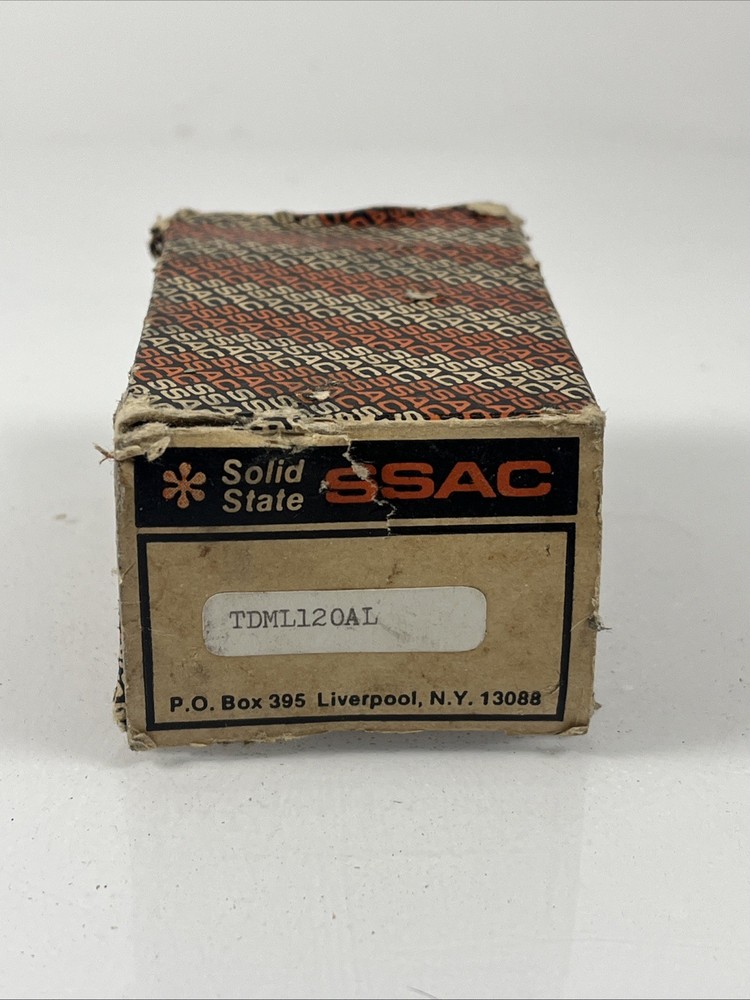 Solid
State
SSAC
TDML120AL
P.O. Box 395 Liverpool, N.Y. 13088